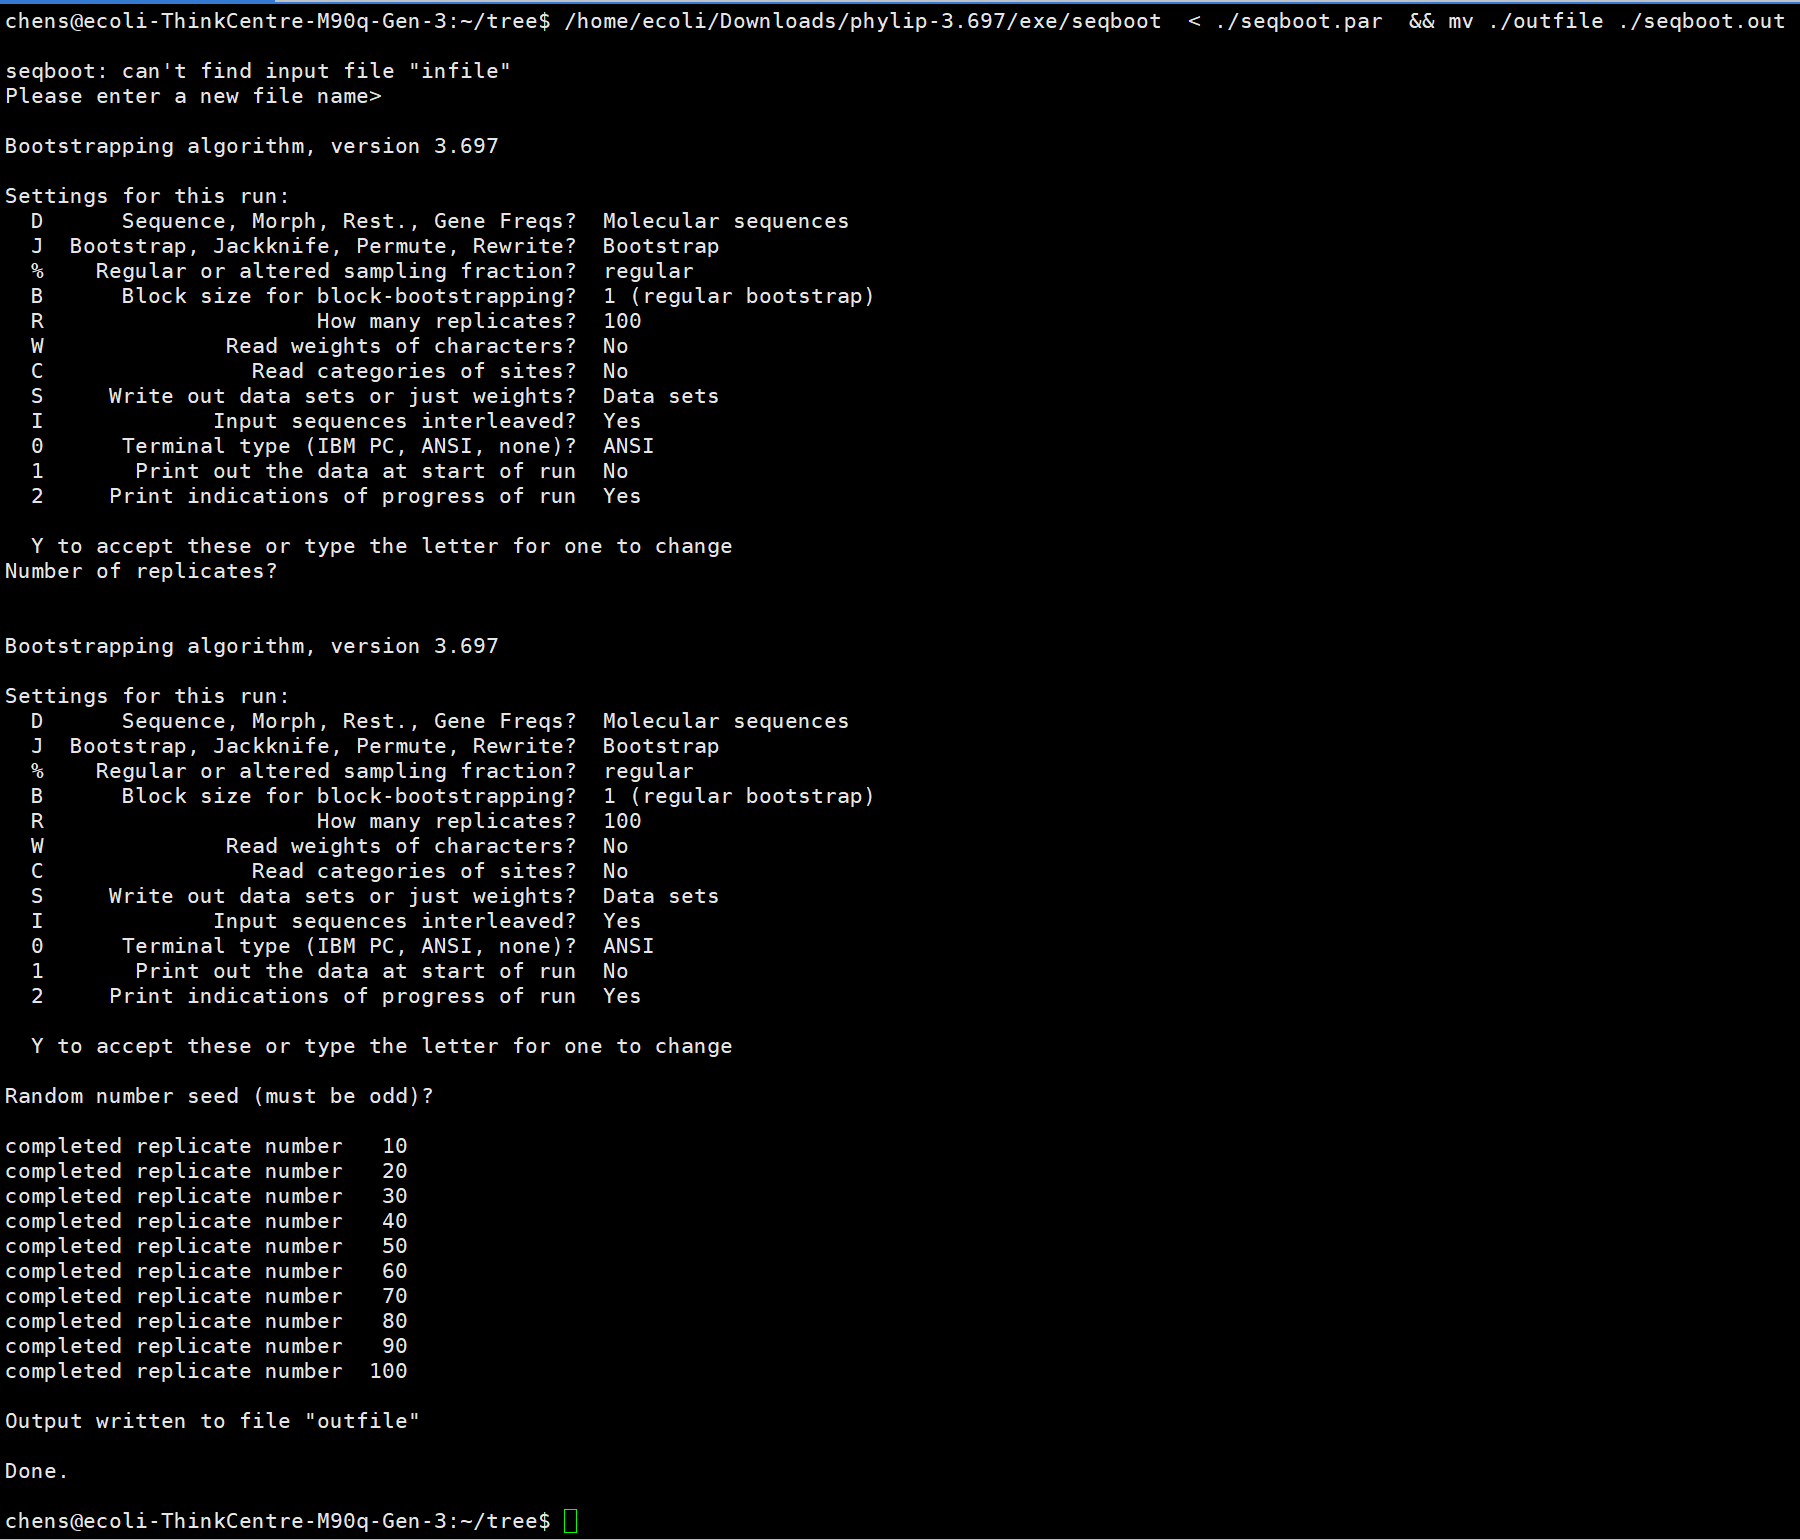 chens@ecoli-ThinkCentre-M90q-Gen-3:~/tree$ /home/ecoli/Downloads/phylip-3.697/exe/seqboot  < ./seqboot.par  && mv ./outfile ./seqboot.out
seqboot: can't find input file "infile"
Please enter a new file name>
Bootstrapping algorithm, version 3.697
Settings for this run:
  D      Sequence, Morph, Rest., Gene Freqs?  Molecular sequences
  J  Bootstrap, Jackknife, Permute, Rewrite?  Bootstrap
  %    Regular or altered sampling fraction?  regular
  B      Block size for block-bootstrapping?  1 (regular bootstrap)
  R                     How many replicates?  100
  W              Read weights of characters?  No
  C                Read categories of sites?  No
  S     Write out data sets or just weights?  Data sets
  I             Input sequences interleaved?  Yes
  0      Terminal type (IBM PC, ANSI, none)?  ANSI
  1       Print out the data at start of run  No
  2     Print indications of progress of run  Yes
  Y to accept these or type the letter for one to change
Number of replicates?
Bootstrapping algorithm, version 3.697
Settings for this run:
  D      Sequence, Morph, Rest., Gene Freqs?  Molecular sequences
  J  Bootstrap, Jackknife, Permute, Rewrite?  Bootstrap
  %    Regular or altered sampling fraction?  regular
  B      Block size for block-bootstrapping?  1 (regular bootstrap)
  R                     How many replicates?  100
  W              Read weights of characters?  No
  C                Read categories of sites?  No
  S     Write out data sets or just weights?  Data sets
  I             Input sequences interleaved?  Yes
  0      Terminal type (IBM PC, ANSI, none)?  ANSI
  1       Print out the data at start of run  No
  2     Print indications of progress of run  Yes
  Y to accept these or type the letter for one to change
Random number seed (must be odd)?
completed replicate number   10
completed replicate number   20
completed replicate number   30
completed replicate number   40
completed replicate number   50
completed replicate number   60
completed replicate number   70
completed replicate number   80
completed replicate number   90
completed replicate number  100
Output written to file "outfile"
Done.
chens@ecoli-ThinkCentre-M90q-Gen-3:~/tree$